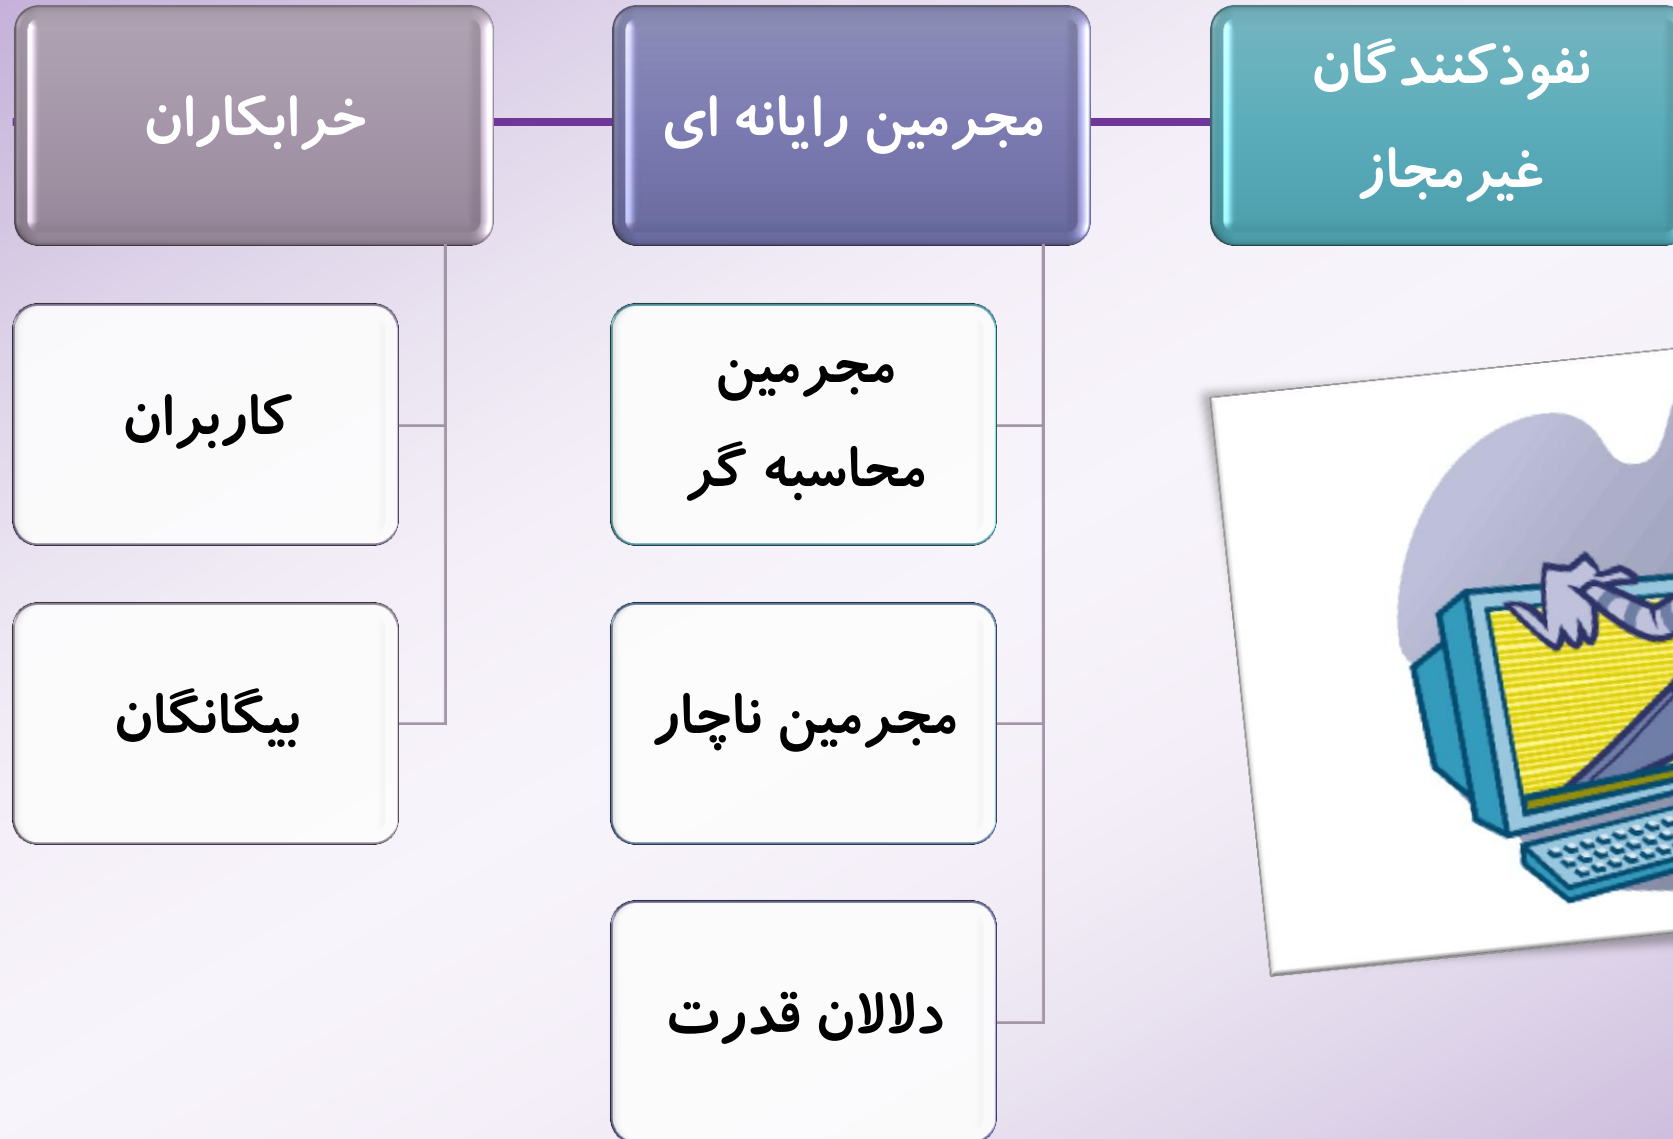 نفوذکنندگان
غیرمجاز
مجرمین رایانه ای
مجرمین
محاسبه گر
مجرمین ناچار
دلالان قدرت
خرابکاران
کاربران
بیگانگان